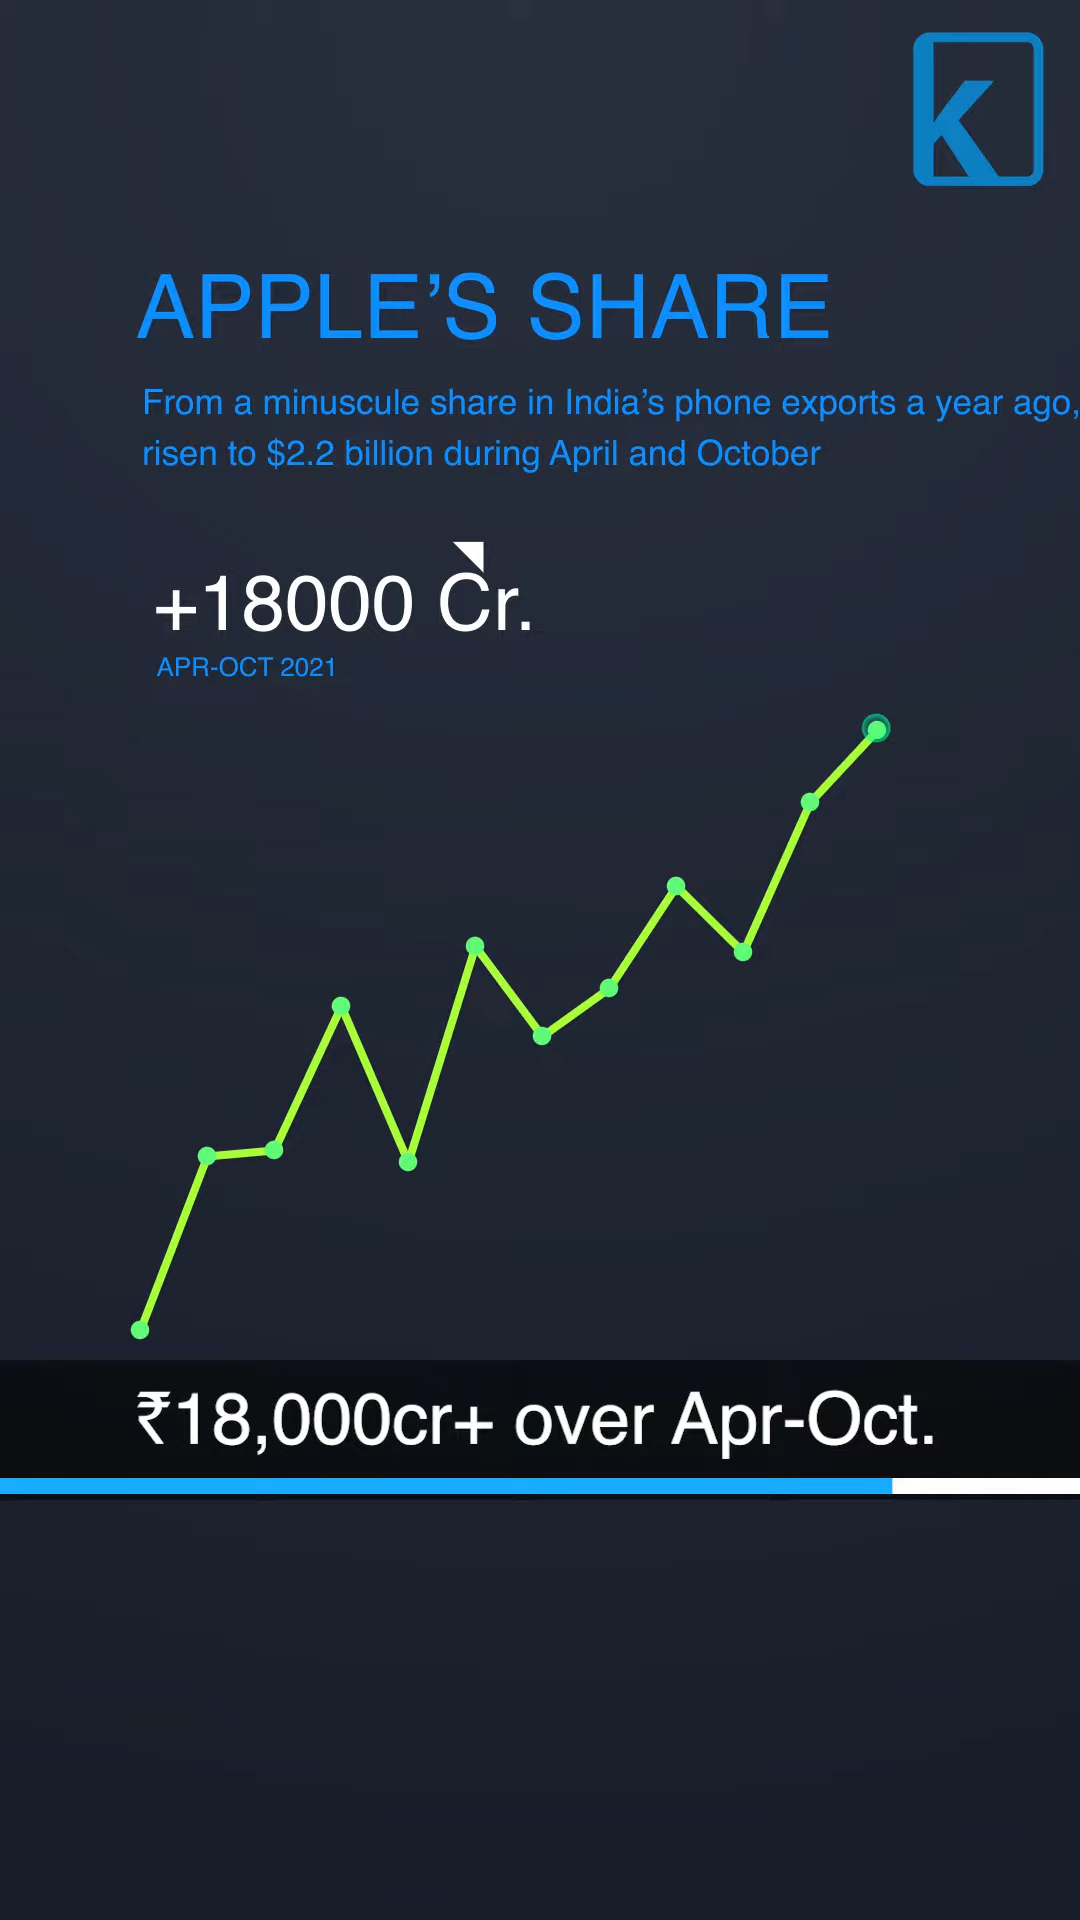 K
APPLE’S SHARE
From a minuscule share in India’s phone exports a year ago,
risen to $2.2 billion during April and October
+18000 Cr.
APR-OCT 2021
₹18,000cr+ over Apr-Oct.